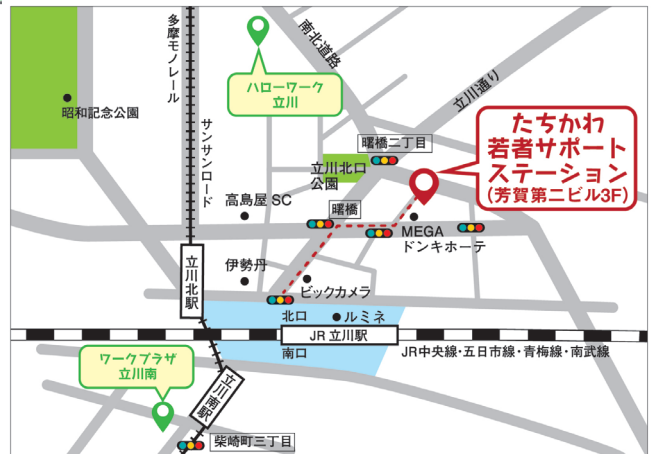 多摩モノレール
サンサンロード
昭和記念公園
ハローワーク
立川
南北道路
立川通り
たちかわ
若者サポート
ステーション
(芳賀第二ビル3F)
曙橋二丁目
立川北口
公園
高島屋 SC
曙橋
MEGA
ドンキホーテ
立川北駅
伊勢丹
ビックカメラ
北口
ルミネ
JR 立川駅
南口
JR中央線・五日市線・青梅線・南武線
ワークプラザ
立川南
立川南駅
柴崎町三丁目